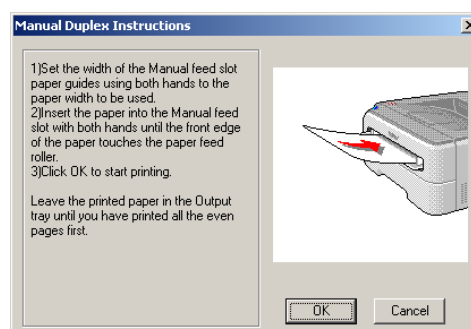 Manual Duplex Instructions
1)Set the width of the Manual feed slot
paper guides using both hands to the
paper width to be used.
2)Insert the paper into the Manual feed
slot with both hands until the front edge
of the paper touches the paper feed
roller.
3)Click OK to start printing.
Leave the printed paper in the Output
tray until you have printed all the even
pages first.
OK
Cancel